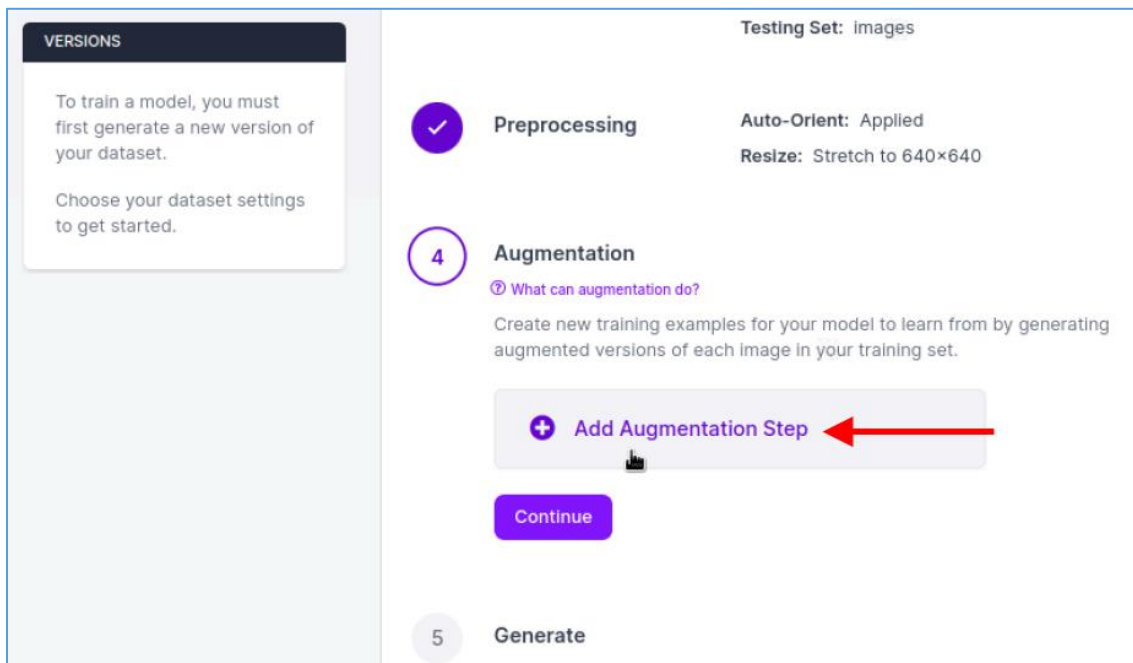 VERSIONS
To train a model, you must
first generate a new version of
your dataset.
Choose your dataset settings
to get started.
Testing Set: images
Preprocessing
Auto-Orient: Applied
Resize: Stretch to 640×640
4
Augmentation
What can augmentation do?
Create new training examples for your model to learn from by generating
augmented versions of each image in your training set.
Add Augmentation Step
Continue
5
Generate